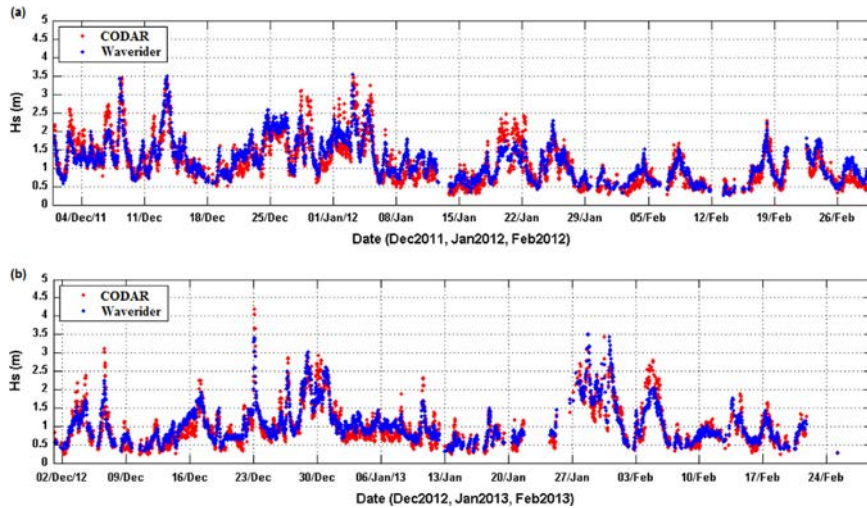 (a)
5
4.5
4
3.5
3
2.5
2
1.5
1
0.5
0
Hs (m)
CODAR
Waverider
04/Dec/11 11/Dec 18/Dec 25/Dec 01/Jan/12 08/Jan 15/Jan 22/Jan 29/Jan 05/Feb 12/Feb 19/Feb 26/Feb
Date (Dec2011, Jan2012, Feb2012)
(b)
5
4.5
4
3.5
3
2.5
2
1.5
1
0.5
0
Hs (m)
CODAR
Waverider
02/Dec/12 09/Dec 16/Dec 23/Dec 30/Dec 06/Jan/13 13/Jan 20/Jan 27/Jan 03/Feb 10/Feb 17/Feb 24/Feb
Date (Dec2012, Jan2013, Feb2013)